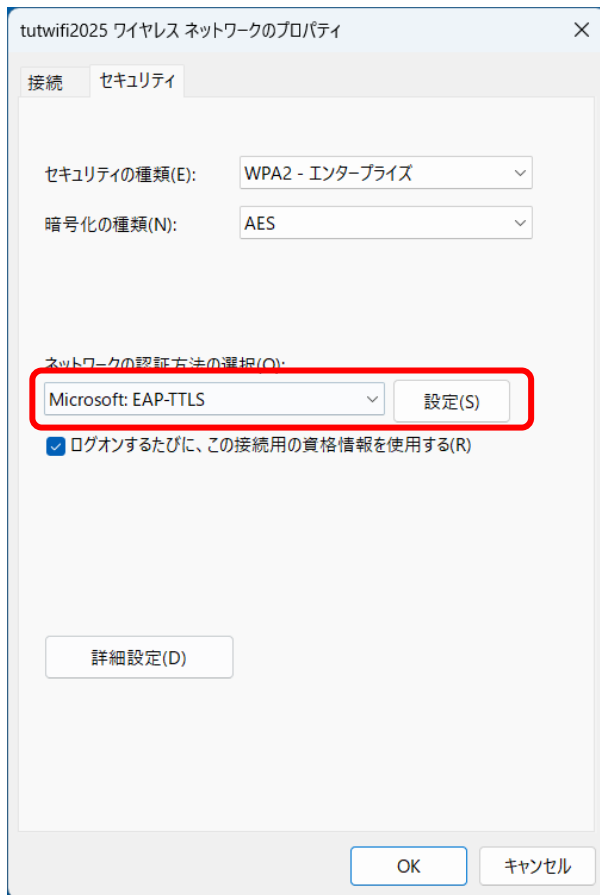 tutwifi2025 ワイヤレス ネットワークのプロパティ
接続 セキュリティ
セキュリティの種類(E): WPA2 - エンタープライズ
暗号化の種類(N): AES
ネットワークの認証方法の選択(O):
Microsoft: EAP-TTLS 設定(S)
ログオンするたびに、この接続用の資格情報を使用する(R)
詳細設定(D)
OK キャンセル